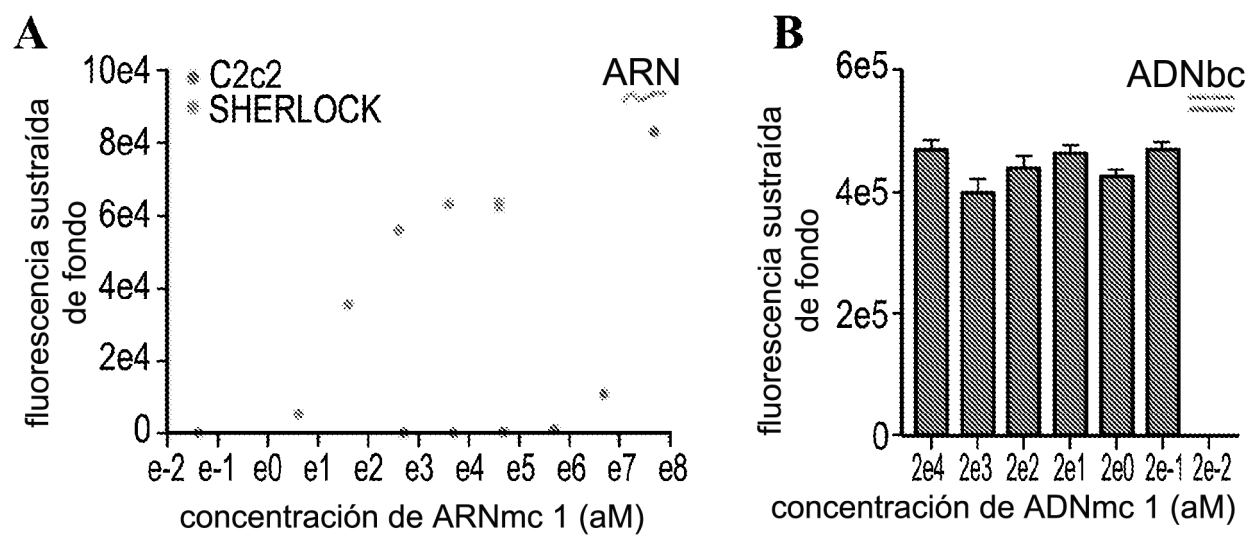 A
10e4
8e4
6e4
4e4
2e4
0
C2c2
SHERLOCK
ARN
fluorescencia sustraída
de fondo
e-2 e-1 e0 e1 e2 e3 e4 e5 e6 e7 e8
concentración de ARNmc 1 (aM)
B
6e5
4e5
2e5
0
ADNbc
fluorescencia sustraída
de fondo
2e4 2e3 2e2 2e1 2e0 2e-1 2e-2
concentración de ADNmc 1 (aM)